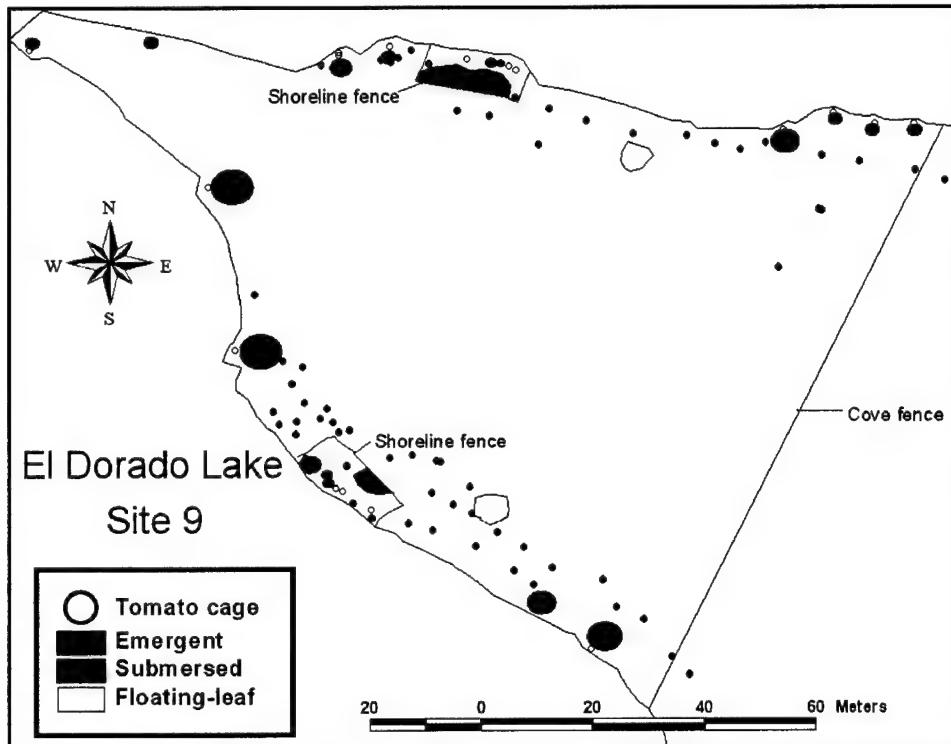 Shoreline fence
N
W E
S
Cove fence
Shoreline fence
El Dorado Lake
Site 9
Tomato cage
Emergent
Submersed
Floating-leaf
20 0 20 40 60 Meters